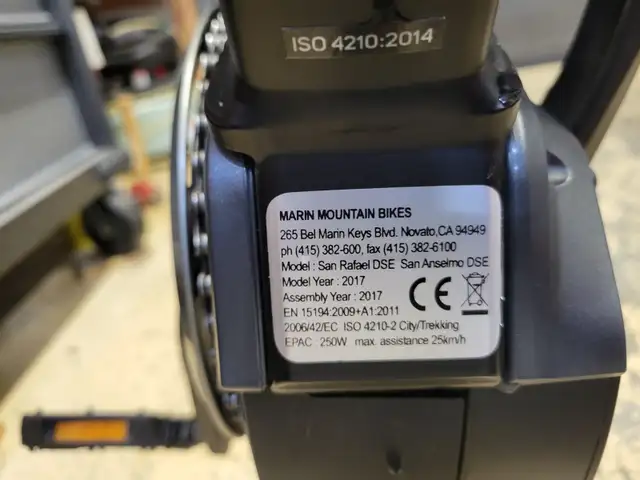 ISO 4210:2014
MARIN MOUNTAIN BIKES
265 Bel Marin Keys Blvd. Novato,CA 94949
ph (415) 382-600, fax (415) 382-6100
Model : San Rafael DSE San Anselmo DSE
Model Year : 2017
Assembly Year : 2017
EN 15194:2009+A1:2011
2006/42/EC ISO 4210-2 City/Trekking
EPAC : 250W max. assistance 25km/h
CE